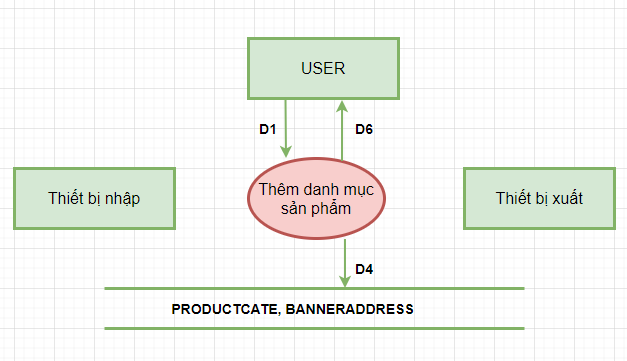 USER
D1
D6
Thiết bị nhập
Thêm danh mục
sản phẩm
Thiết bị xuất
D4
PRODUCTCATE, BANNERADDRESS